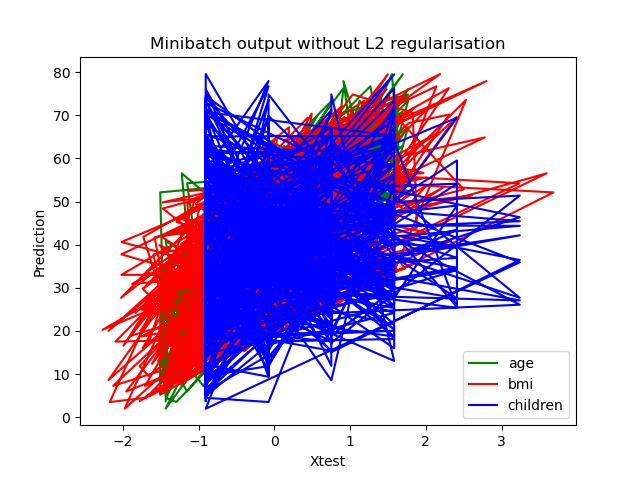 Minibatch output without L2 regularisation
80
70
60
50
40
30
20
10
0
Prediction
−2
−1
0
1
2
3
Xtest
age
bmi
children